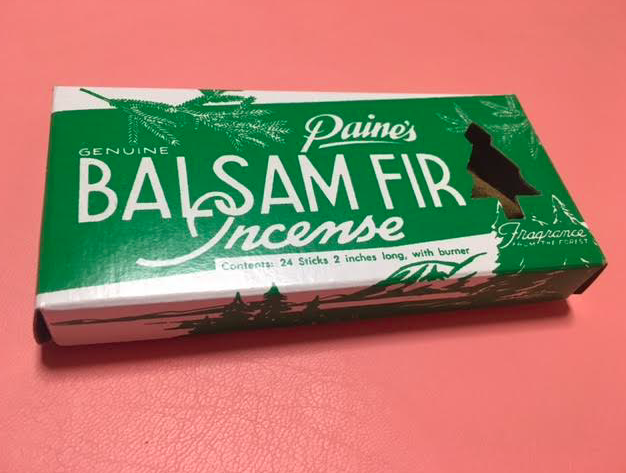 Paine's
GENUINE
BALSAM FIR
Incense
Contents: 24 Sticks 2 inches long, with burner
Fragrance
FROM THE FOREST